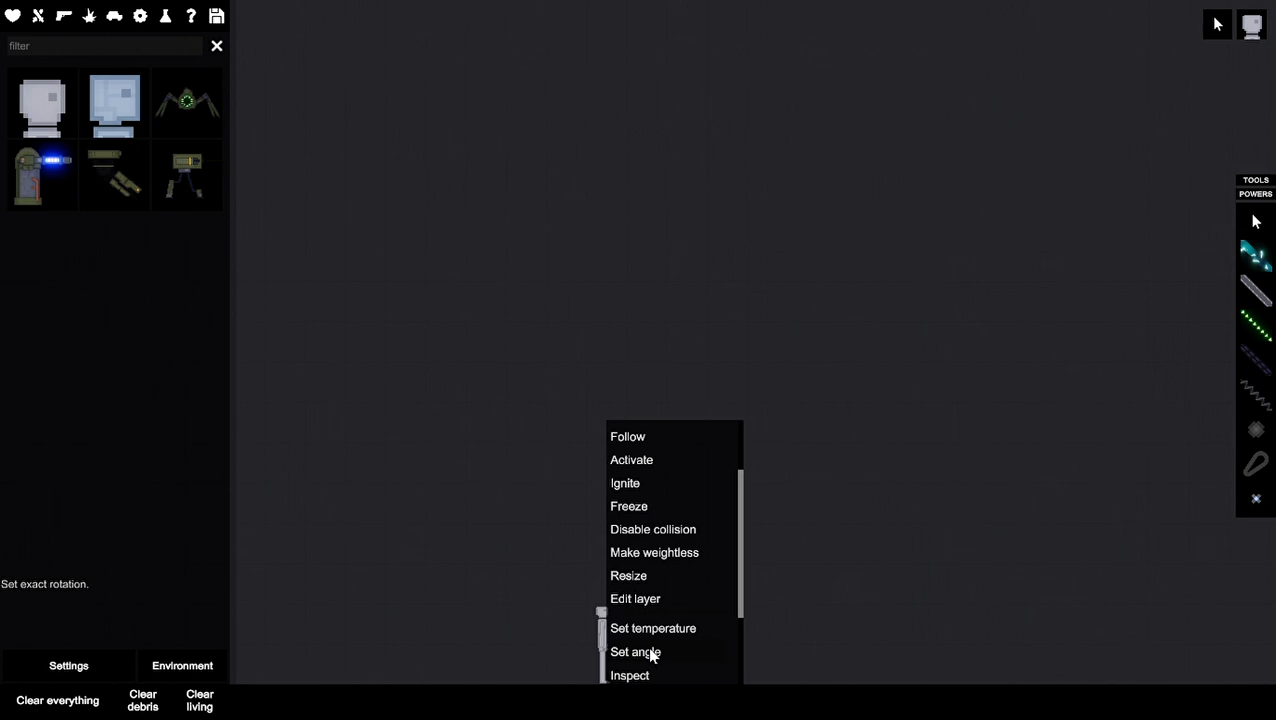 ?
filter
TOOLS
POWERS
Follow
Activate
Ignite
Freeze
Disable collision
Make weightless
Resize
Edit layer
Set temperature
Set angle
Inspect
Set exact rotation.
Settings
Environment
Clear everything
Clear
debris
Clear
living